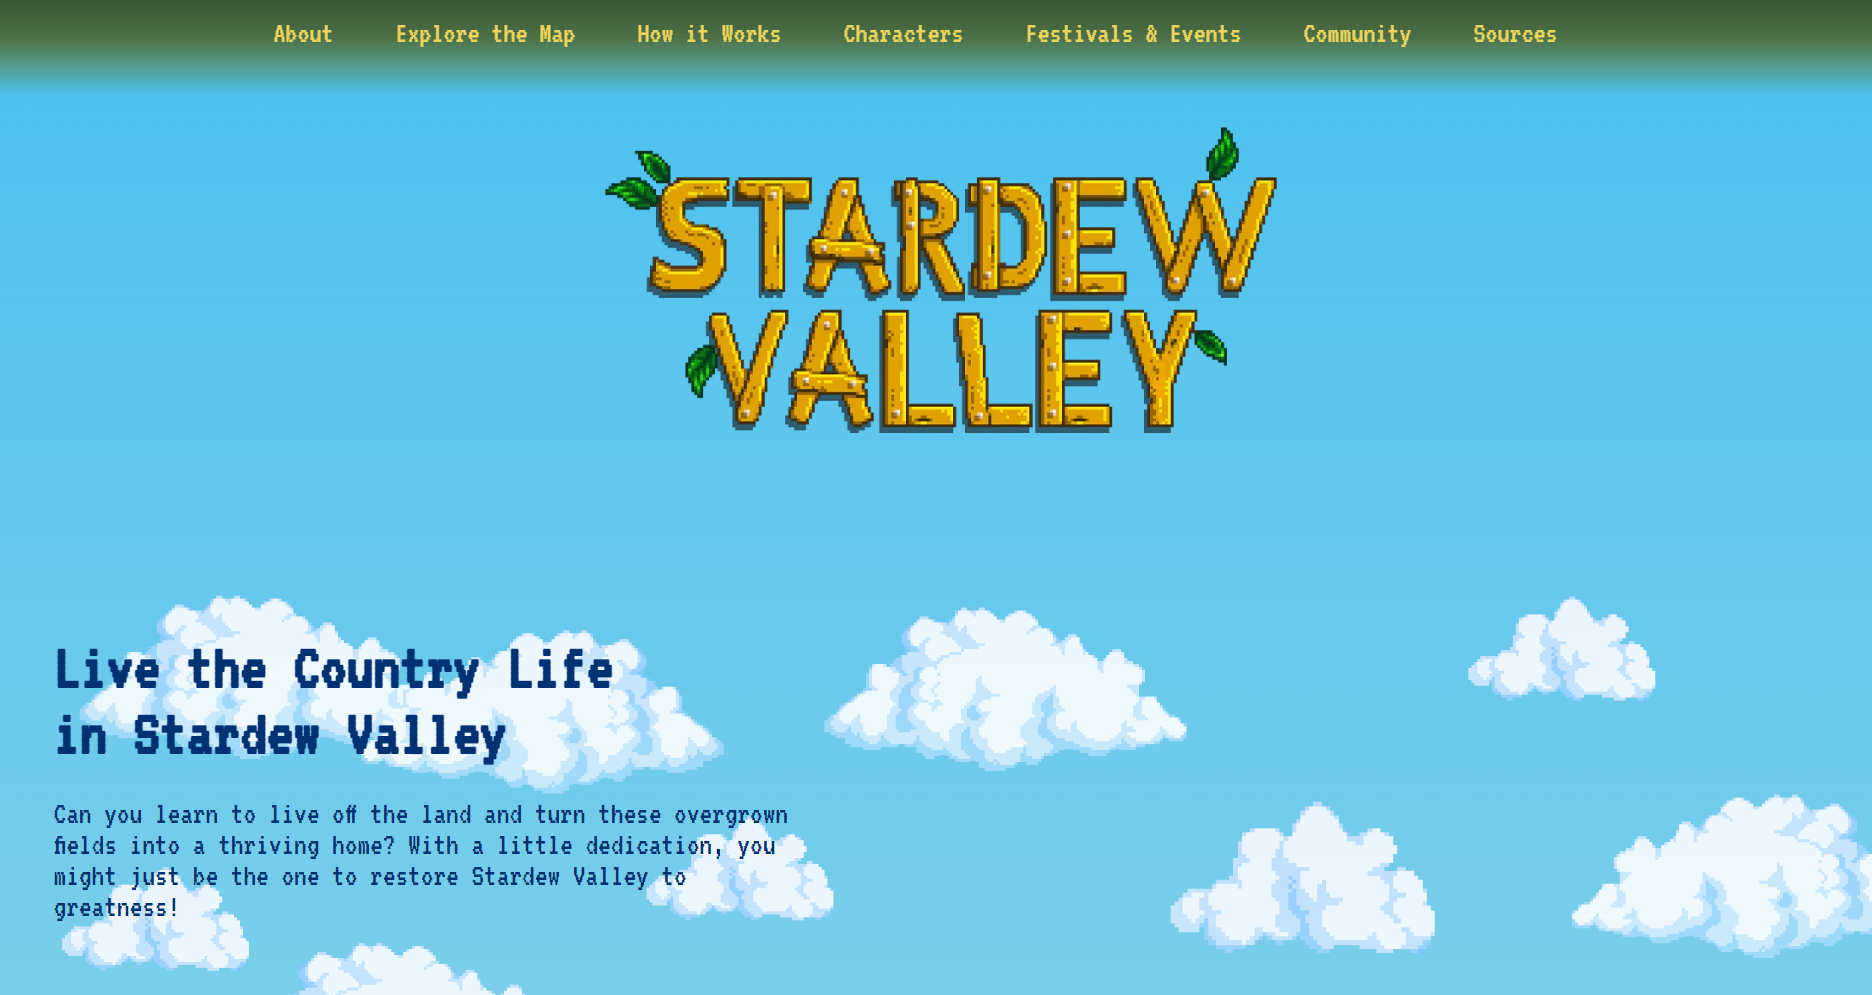 About Explore the Map How it Works Characters Festivals & Events Community Sources
STARDEW
VALLEY
Live the Country Life
in Stardew Valley
Can you learn to live off the land and turn these overgrown
fields into a thriving home? With a little dedication, you
might just be the one to restore Stardew Valley to
greatness!